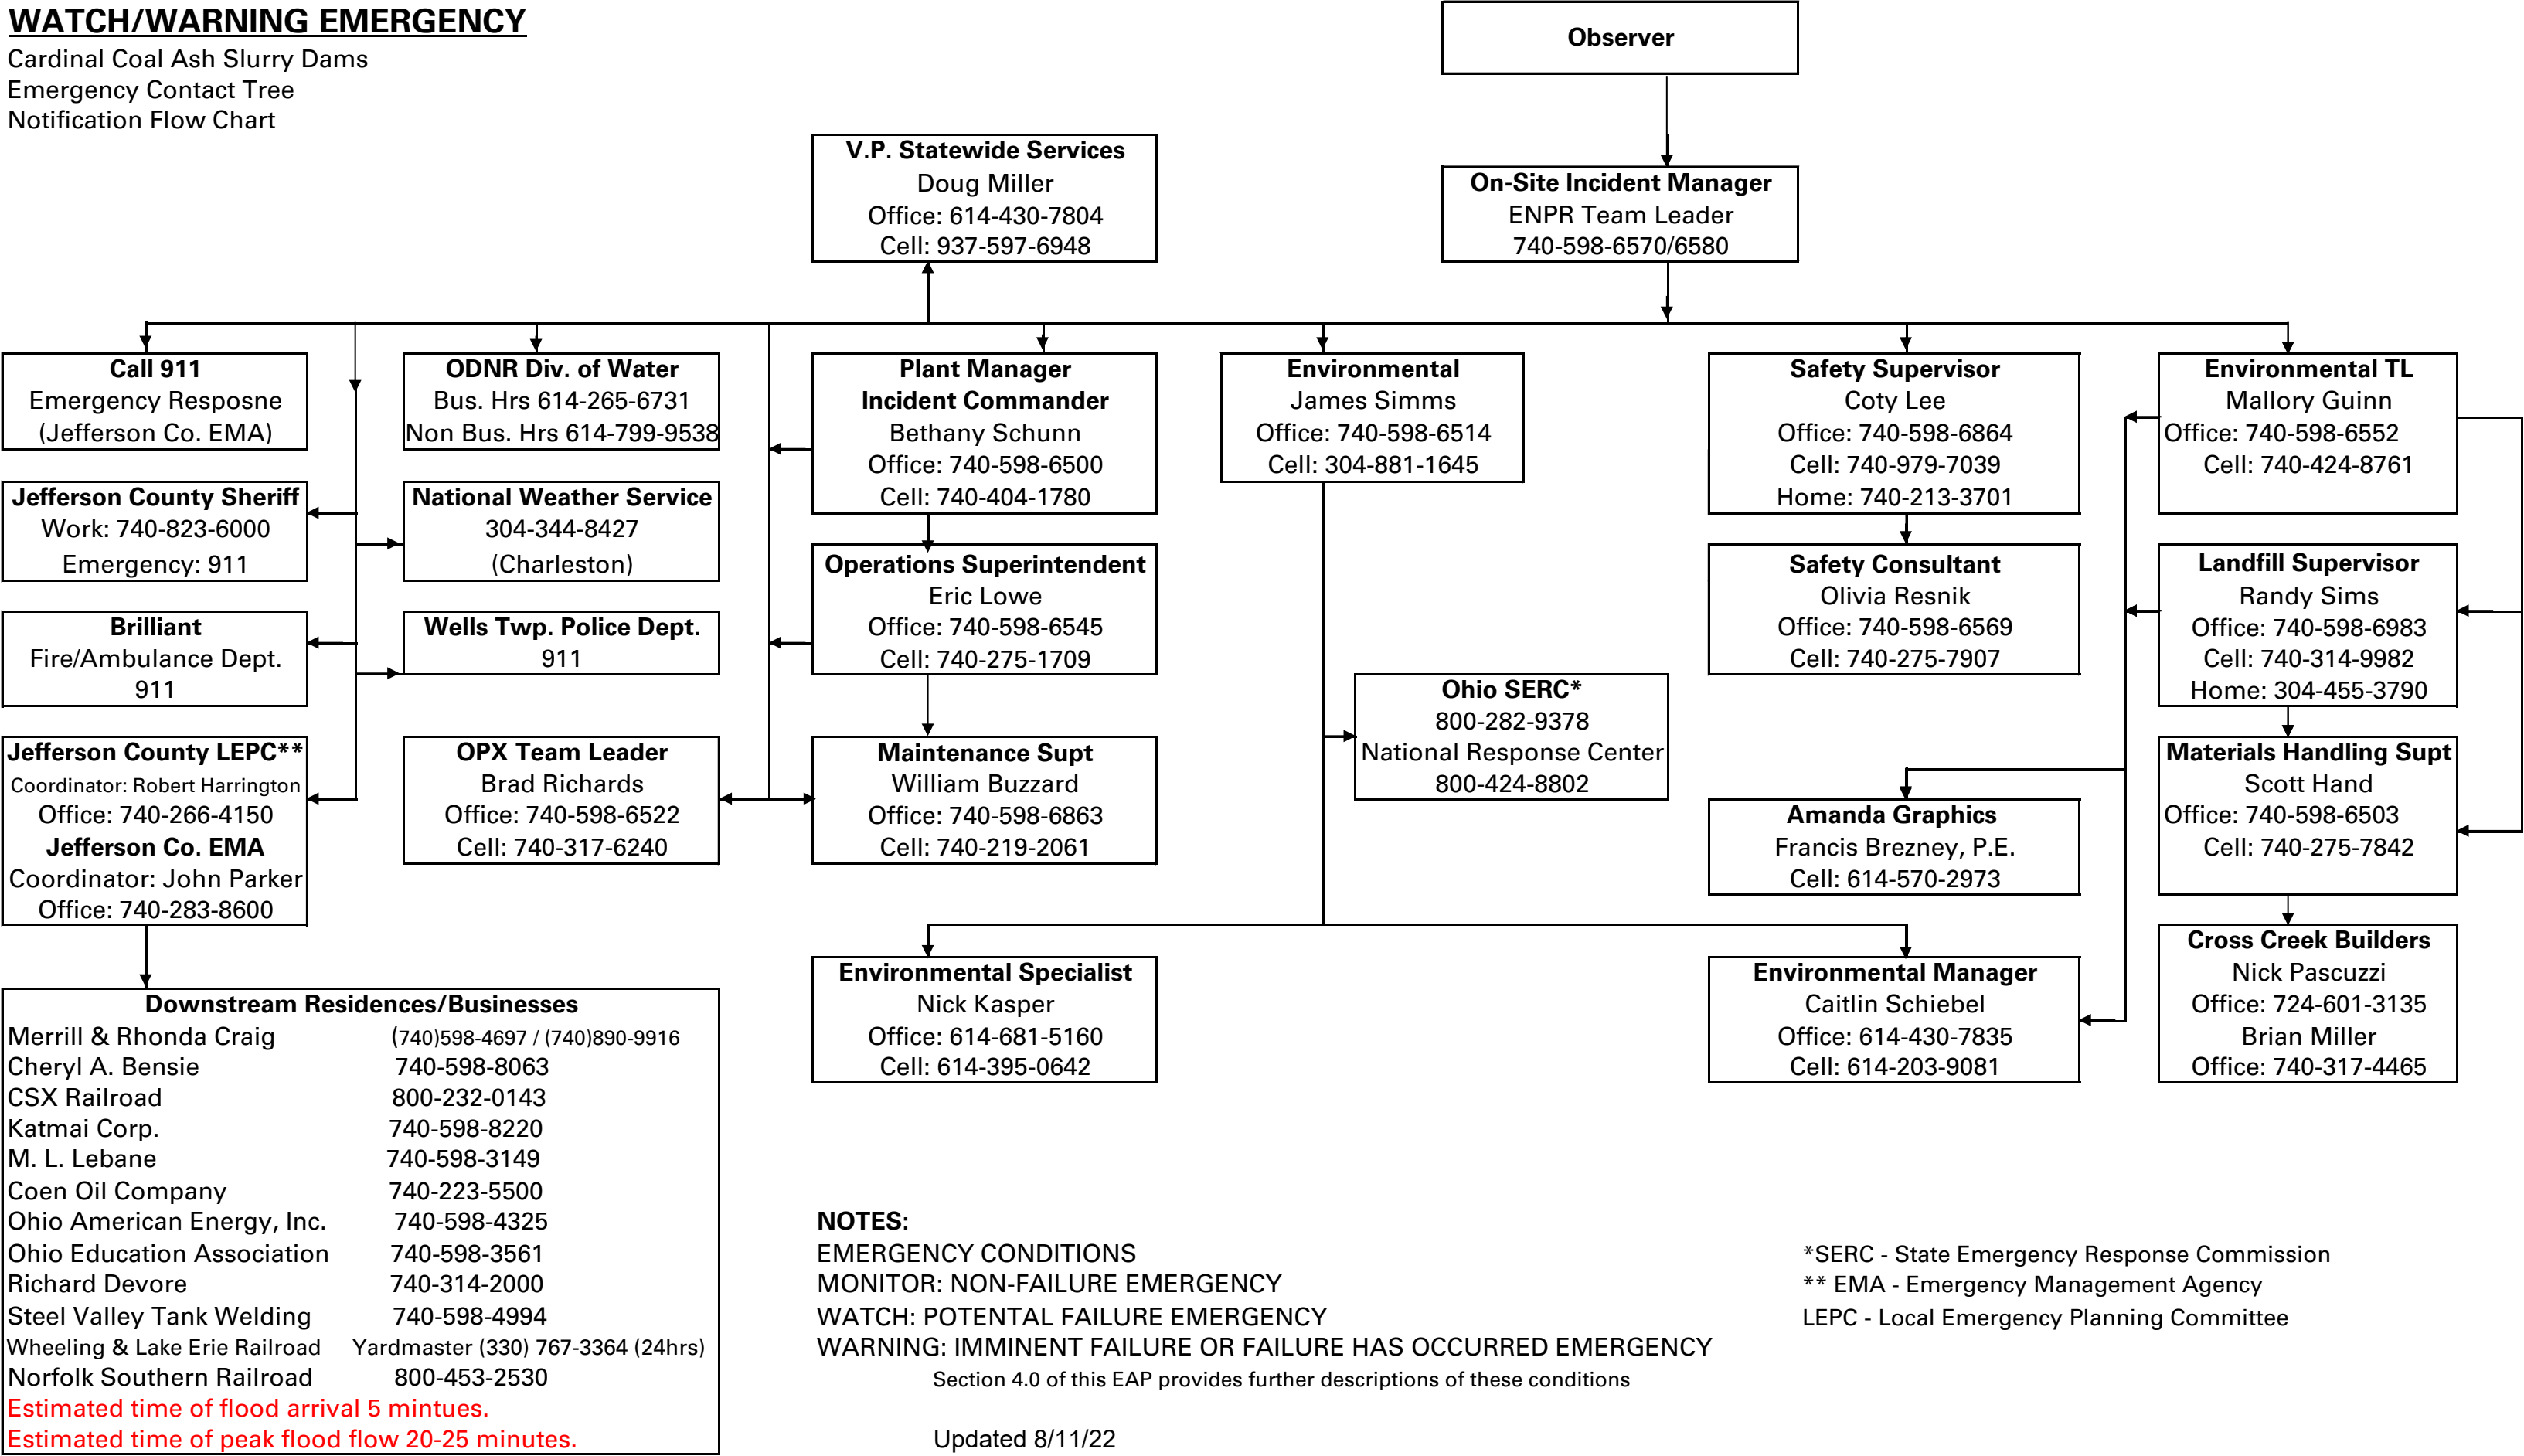 WATCH/WARNING EMERGENCY
Cardinal Coal Ash Slurry Dams
Emergency Contact Tree
Notification Flow Chart
Observer
V.P. Statewide Services
Doug Miller
Office: 614-430-7804
Cell: 937-597-6948
On-Site Incident Manager
ENPR Team Leader
740-598-6570/6580
Call 911
Emergency Resposne
(Jefferson Co. EMA)
ODNR Div. of Water
Bus. Hrs 614-265-6731
Non Bus. Hrs 614-799-9538
Plant Manager
Incident Commander
Bethany Schunn
Office: 740-598-6500
Cell: 740-404-1780
Environmental
James Simms
Office: 740-598-6514
Cell: 304-881-1645
Safety Supervisor
Coty Lee
Office: 740-598-6864
Cell: 740-979-7039
Home: 740-213-3701
Environmental TL
Mallory Guinn
Office: 740-598-6552
Cell: 740-424-8761
Jefferson County Sheriff
Work: 740-823-6000
Emergency: 911
National Weather Service
304-344-8427
(Charleston)
Operations Superintendent
Eric Lowe
Office: 740-598-6545
Cell: 740-275-1709
Safety Consultant
Olivia Resnik
Office: 740-598-6569
Cell: 740-275-7907
Landfill Supervisor
Randy Sims
Office: 740-598-6983
Cell: 740-314-9982
Home: 304-455-3790
Brilliant
Fire/Ambulance Dept.
911
Wells Twp. Police Dept.
911
Ohio SERC*
800-282-9378
National Response Center
800-424-8802
Jefferson County LEPC**
Coordinator: Robert Harrington
Office: 740-266-4150
Jefferson Co. EMA
Coordinator: John Parker
Office: 740-283-8600
OPX Team Leader
Brad Richards
Office: 740-598-6522
Cell: 740-317-6240
Maintenance Supt
William Buzzard
Office: 740-598-6863
Cell: 740-219-2061
Amanda Graphics
Francis Brezney, P.E.
Cell: 614-570-2973
Materials Handling Supt
Scott Hand
Office: 740-598-6503
Cell: 740-275-7842
Environmental Specialist
Nick Kasper
Office: 614-681-5160
Cell: 614-395-0642
Environmental Manager
Caitlin Schiebel
Office: 614-430-7835
Cell: 614-203-9081
Cross Creek Builders
Nick Pascuzzi
Office: 724-601-3135
Brian Miller
Office: 740-317-4465
Downstream Residences/Businesses
Merrill & Rhonda Craig (740)598-4697 / (740)890-9916
Cheryl A. Bensie 740-598-8063
CSX Railroad 800-232-0143
Katmai Corp. 740-598-8220
M. L. Lebane 740-598-3149
Coen Oil Company 740-223-5500
Ohio American Energy, Inc. 740-598-4325
Ohio Education Association 740-598-3561
Richard Devore 740-314-2000
Steel Valley Tank Welding 740-598-4994
Wheeling & Lake Erie Railroad Yardmaster (330) 767-3364 (24hrs)
Norfolk Southern Railroad 800-453-2530
Estimated time of flood arrival 5 mintues.
Estimated time of peak flood flow 20-25 minutes.
NOTES:
EMERGENCY CONDITIONS
MONITOR: NON-FAILURE EMERGENCY
WATCH: POTENTAL FAILURE EMERGENCY
WARNING: IMMINENT FAILURE OR FAILURE HAS OCCURRED EMERGENCY
Section 4.0 of this EAP provides further descriptions of these conditions
Updated 8/11/22
*SERC - State Emergency Response Commission
** EMA - Emergency Management Agency
LEPC - Local Emergency Planning Committee